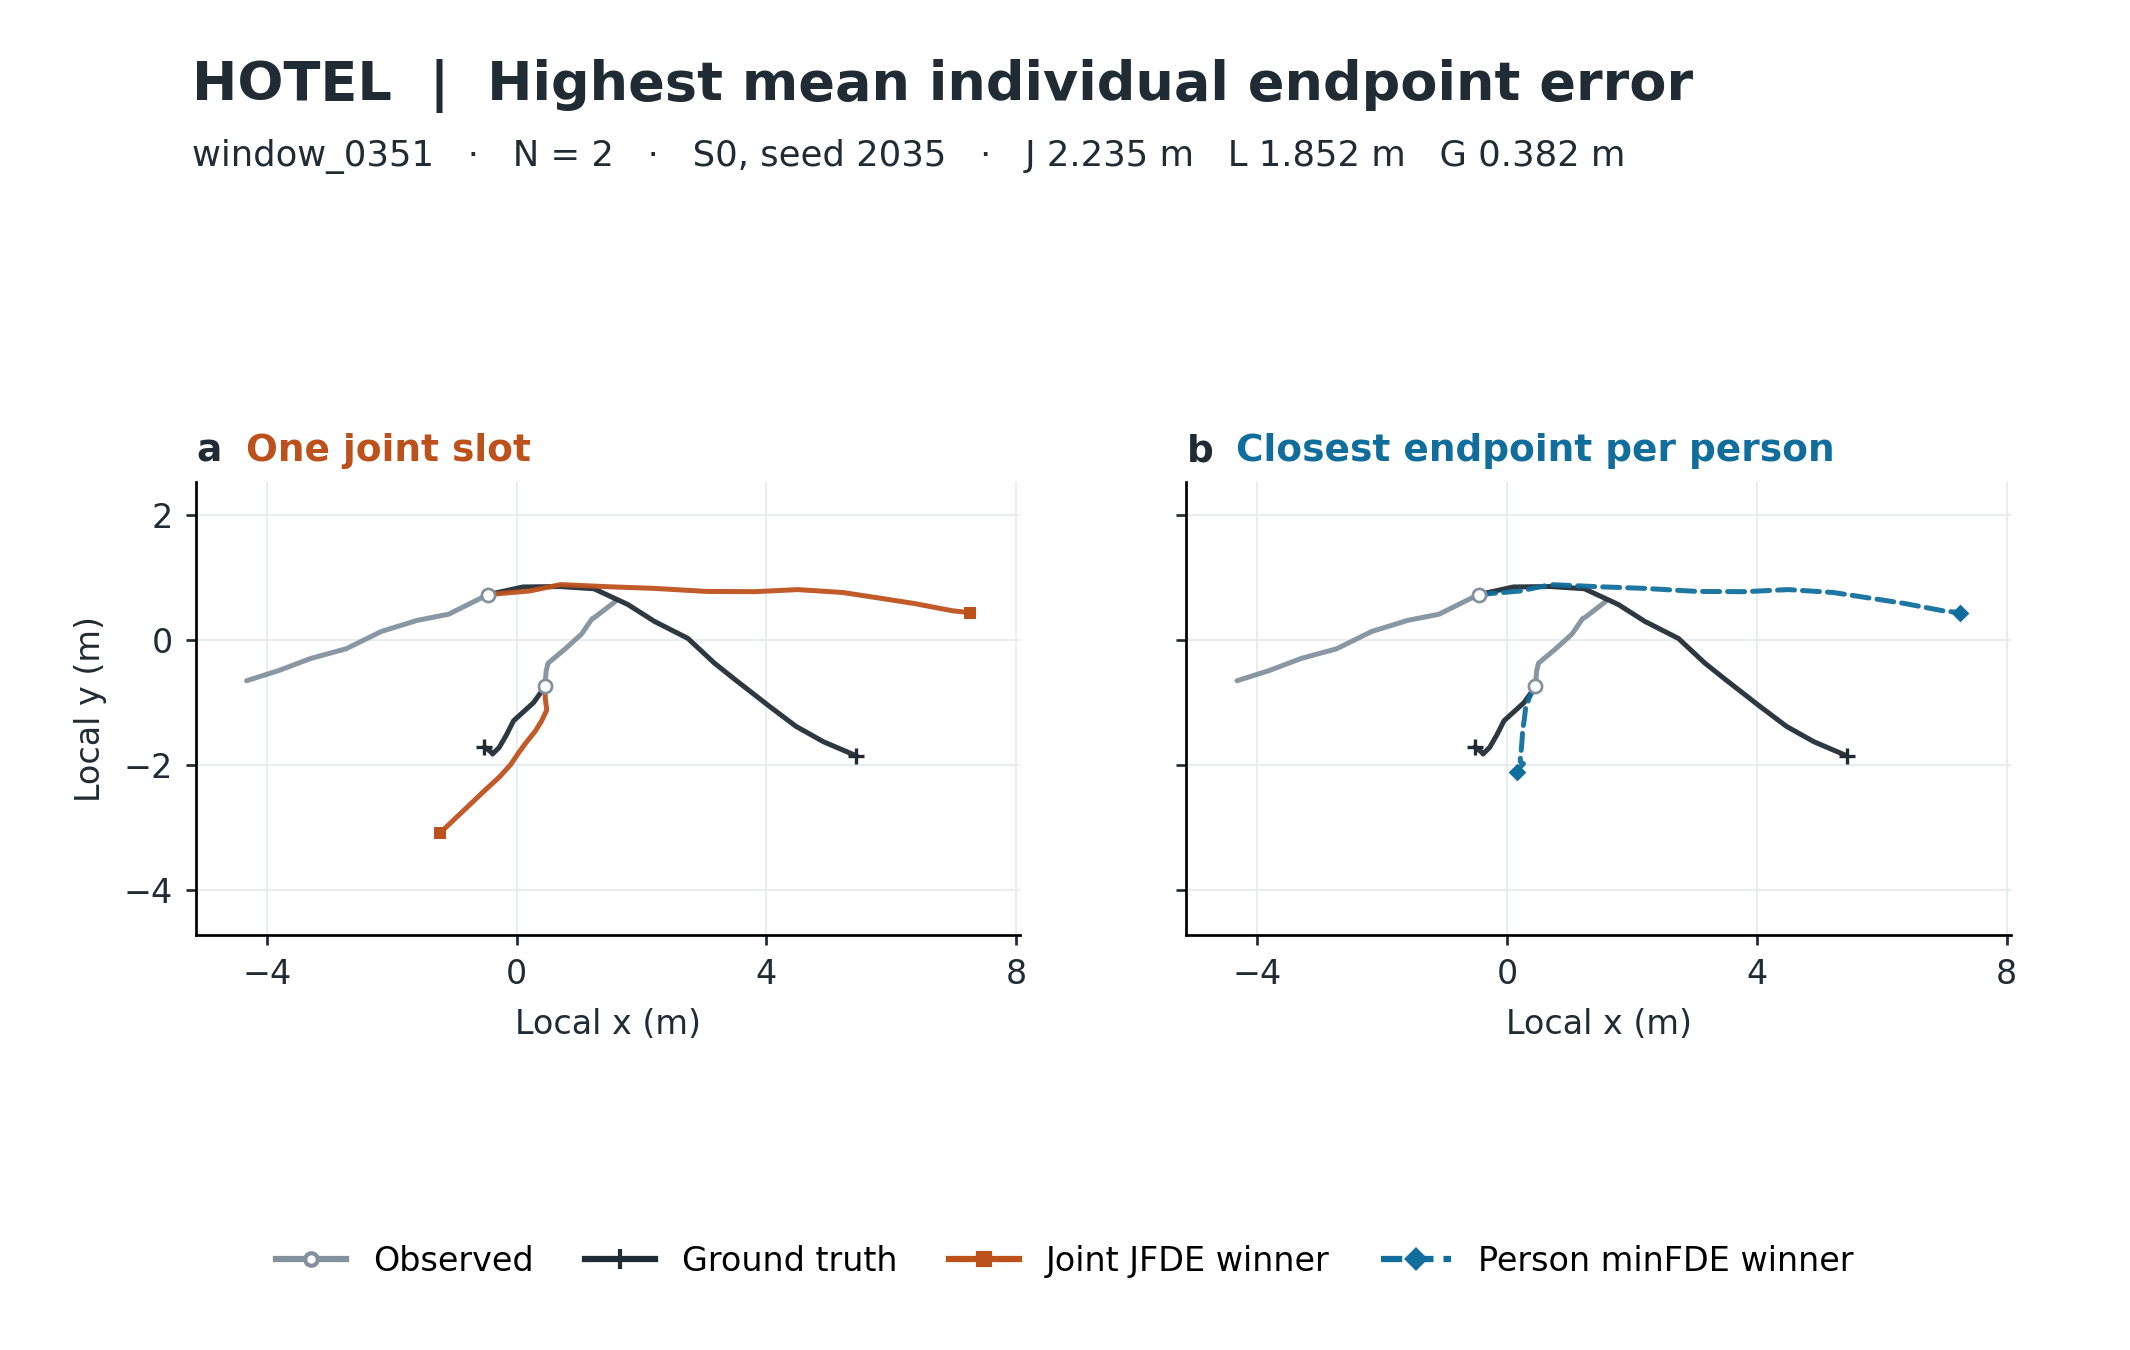 HOTEL | Highest mean individual endpoint error
window_0351 · N = 2 · S0, seed 2035 · J 2.235 m L 1.852 m G 0.382 m
a One joint slot
b Closest endpoint per person
2
0
−2
−4
Local y (m)
−4 0 4 8
−4 0 4 8
Local x (m)
Local x (m)
Observed Ground truth Joint JFDE winner Person minFDE winner